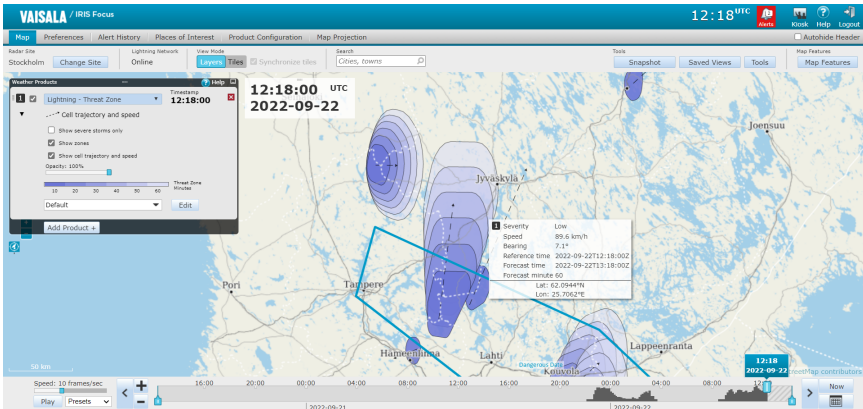 VAISALA / IRIS Focus
12:18 UTC
Alerts
Kiosk
Help
Logout
Map
Preferences
Alert History
Places of Interest
Product Configuration
Map Projection
Autohide Header
Radar Site
Lightning Network
View Mode
Search
Tools
Map Features
Stockholm
Change Site
Online
Layers
Tiles
Synchronize tiles
Cities, towns
Snapshot
Saved Views
Tools
Map Features
Weather Products
Help
1
Lightning - Threat Zone
Timestamp
12:18:00
Cell trajectory and speed
Show severe storms only
Show zones
Show cell trajectory and speed
Opacity: 100%
10 20 30 40 50 60
Threat Zone
Minutes
Default
Edit
Add Product +
12:18:00 UTC
2022-09-22
Joensuu
Jyväskylä
1
Severity Low
Speed 89.6 km/h
Bearing 7.1°
Reference time 2022-09-22T12:18:00Z
Forecast time 2022-09-22T13:18:00Z
Forecast minute 60
Lat: 62.0944°N
Lon: 25.7062°E
Pori
Tampere
Hämeenlinna
Lahti
Lappeenranta
Kouvola
50 km
12:18
2022-09-22
contributors
Speed: 10 frames/sec
Play
Presets
16:00 20:00 00:00 04:00 08:00 12:00 16:00 20:00 00:00 04:00 08:00
2022-09-21
2022-09-22
Now